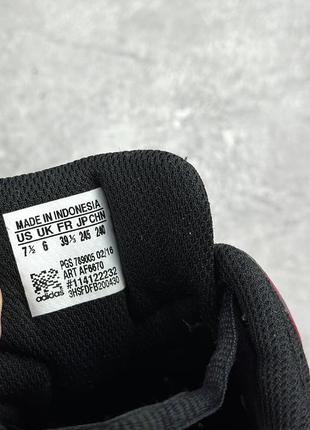 MADE IN INDONESIA
US UK FR JP CHN
7½ 6 39⅓ 245 240
PGS 789005 02/16
ART AF6670
#114122232
3HSFDFB200430
adidas